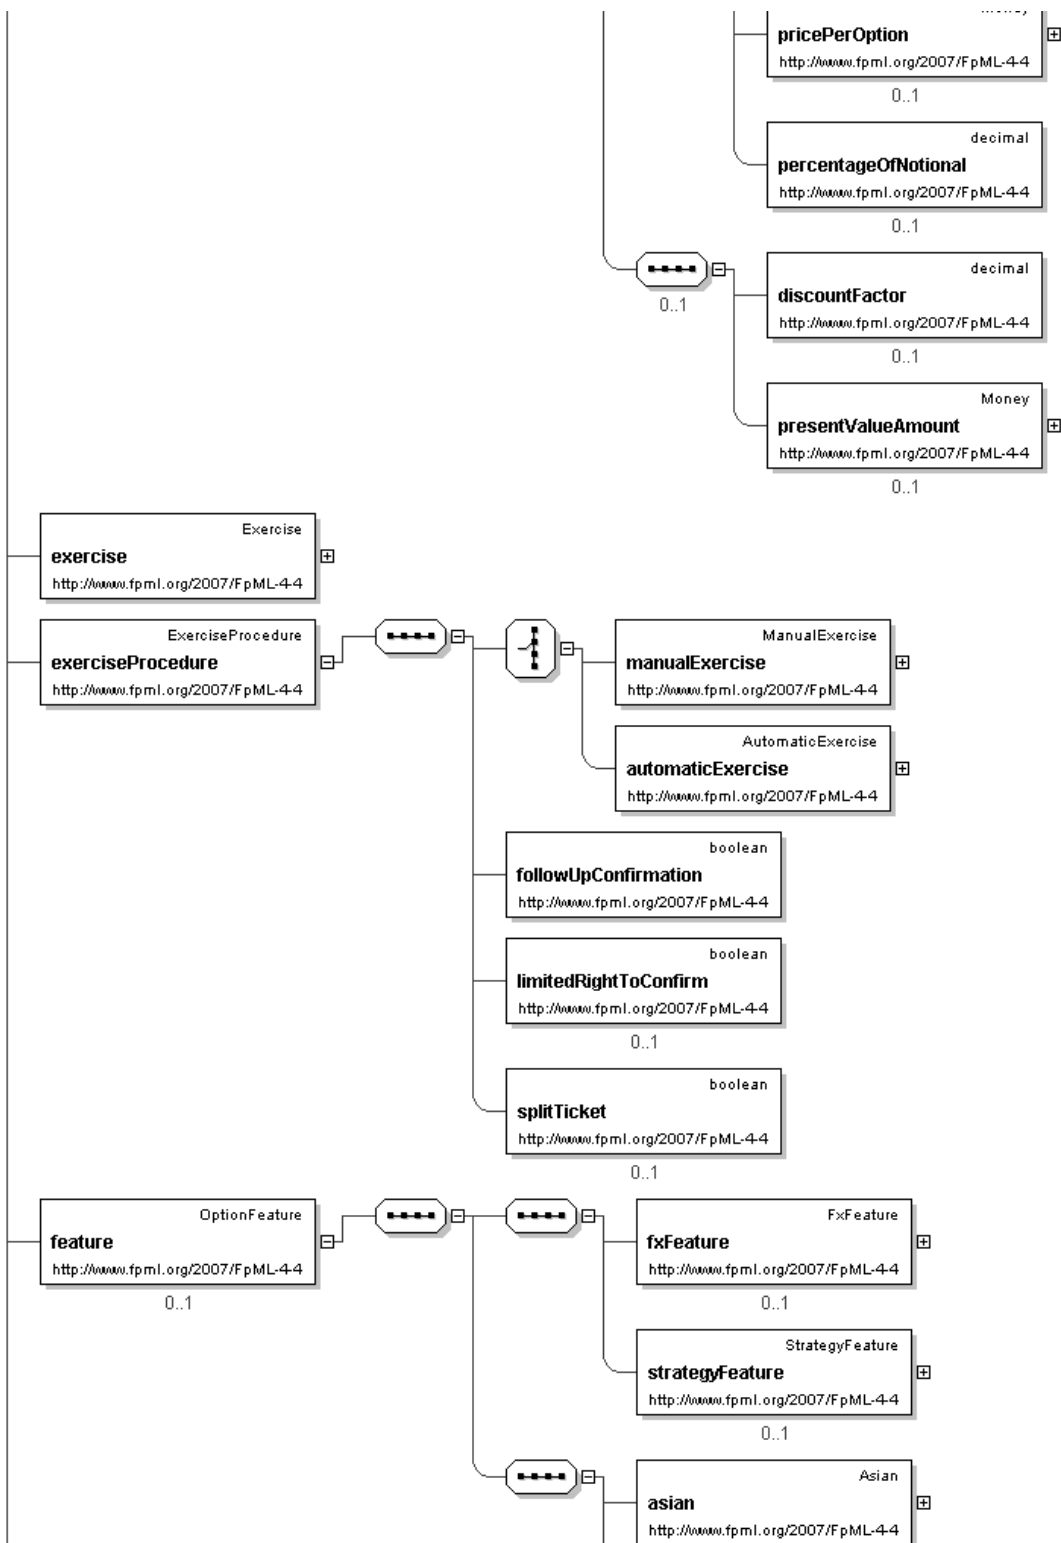 pricePerOption
http://www.fpml.org/2007/FpML-4-4
0..1
decimal
percentageOfNotional
http://www.fpml.org/2007/FpML-4-4
0..1
0..1
decimal
discountFactor
http://www.fpml.org/2007/FpML-4-4
0..1
Money
presentValueAmount
http://www.fpml.org/2007/FpML-4-4
0..1
Exercise
exercise
http://www.fpml.org/2007/FpML-4-4
ExerciseProcedure
exerciseProcedure
http://www.fpml.org/2007/FpML-4-4
ManualExercise
manualExercise
http://www.fpml.org/2007/FpML-4-4
AutomaticExercise
automaticExercise
http://www.fpml.org/2007/FpML-4-4
boolean
followUpConfirmation
http://www.fpml.org/2007/FpML-4-4
boolean
limitedRightToConfirm
http://www.fpml.org/2007/FpML-4-4
0..1
boolean
splitTicket
http://www.fpml.org/2007/FpML-4-4
0..1
OptionFeature
feature
http://www.fpml.org/2007/FpML-4-4
0..1
FxFeature
fxFeature
http://www.fpml.org/2007/FpML-4-4
0..1
StrategyFeature
strategyFeature
http://www.fpml.org/2007/FpML-4-4
0..1
Asian
asian
http://www.fpml.org/2007/FpML-4-4